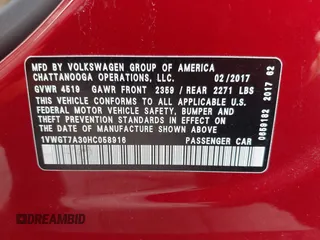 MFD BY VOLKSWAGEN GROUP OF AMERICA
CHATTANOOGA OPERATIONS, LLC. 02/2017
GVWR 4519 GAWR FRONT 2359 / REAR 2271 LBS
THIS VEHICLE CONFORMS TO ALL APPLICABLE U.S.
FEDERAL MOTOR VEHICLE SAFETY, BUMPER AND
THEFT PREVENTION STANDARDS IN EFFECT ON THE
DATE OF MANUFACTURE SHOWN ABOVE.
1VWGT7A30HC058916 PASSENGER CAR
0659182 2017 62
DREAMBID